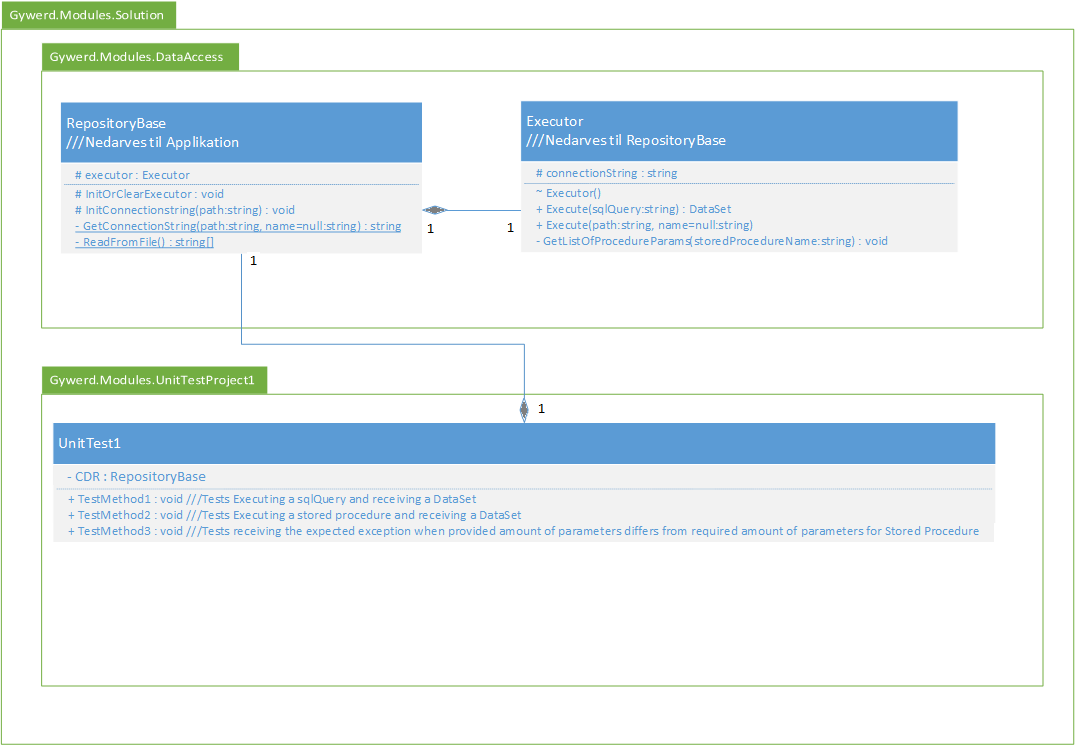 Gywerd.Modules.Solution
Gywerd.Modules.DataAccess
RepositoryBase
///Nedarves til Applikation
# executor : Executor
# InitOrClearExecutor : void
# InitConnectionstring(path:string) : void
- GetConnectionString(path:string, name=null:string) : string
- ReadFromFile() : string[]
Executor
///Nedarves til RepositoryBase
# connectionString : string
~ Executor()
+ Execute(sqlQuery:string) : DataSet
+ Execute(path:string, name=null:string)
- GetListOfProcedureParams(storedProcedureName:string) : void
1
1
1
Gywerd.Modules.UnitTestProject1
1
UnitTest1
- CDR : RepositoryBase
+ TestMethod1 : void ///Tests Executing a sqlQuery and receiving a DataSet
+ TestMethod2 : void ///Tests Executing a stored procedure and receiving a DataSet
+ TestMethod3 : void ///Tests receiving the expected exception when provided amount of parameters differs from required amount of parameters for Stored Procedure